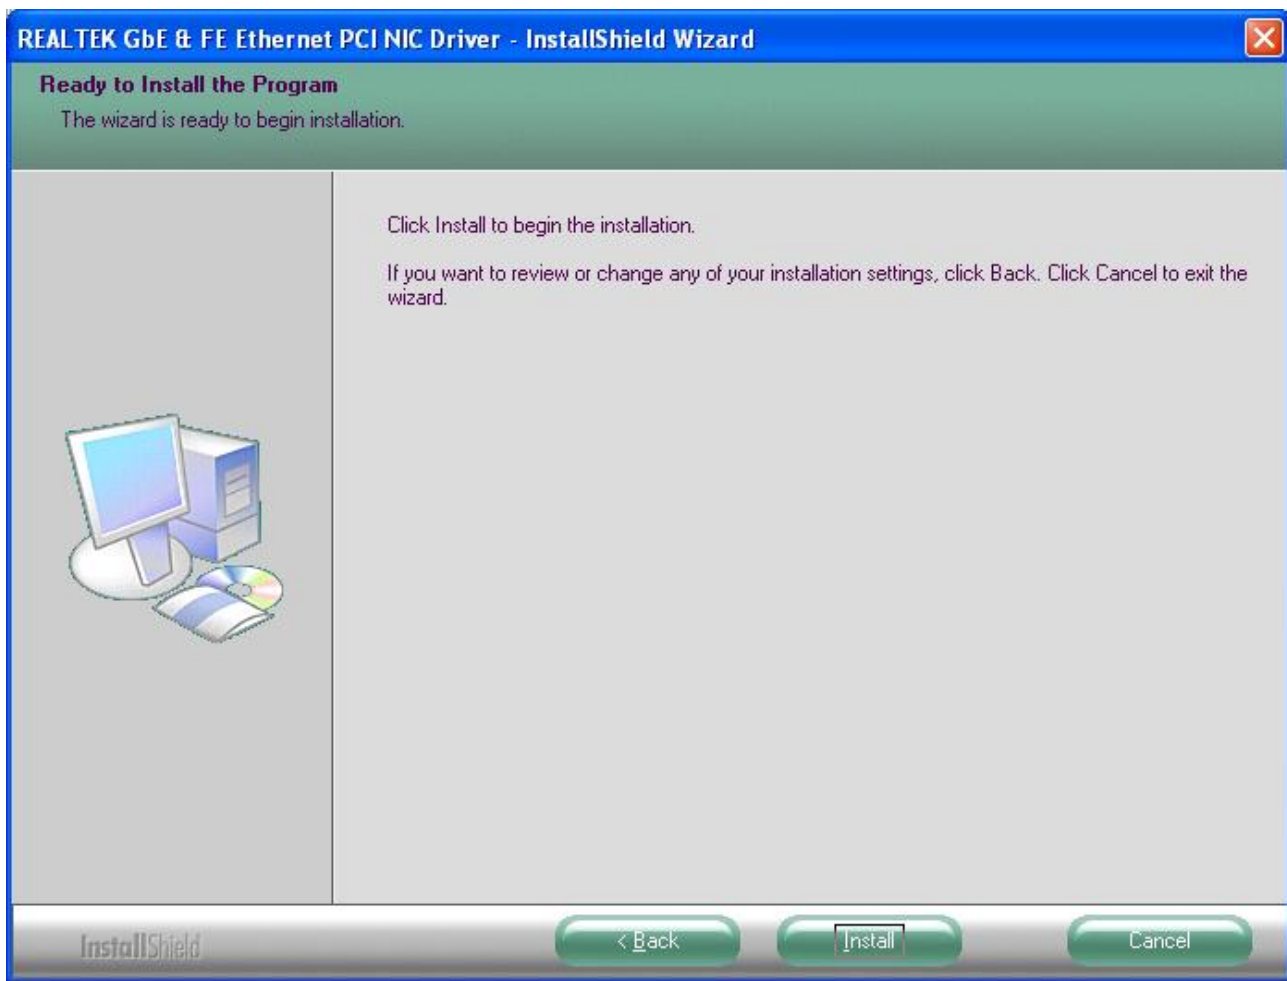 REALTEK GbE & FE Ethernet PCI NIC Driver - InstallShield Wizard
Ready to Install the Program
The wizard is ready to begin installation.
Click Install to begin the installation.
If you want to review or change any of your installation settings, click Back. Click Cancel to exit the
wizard.
InstallShield
< Back
Install
Cancel